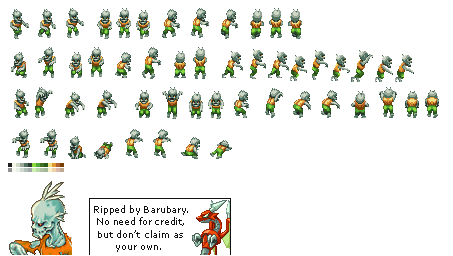 Ripped by Barubary.
No need for credit,
but don't claim as
your own.